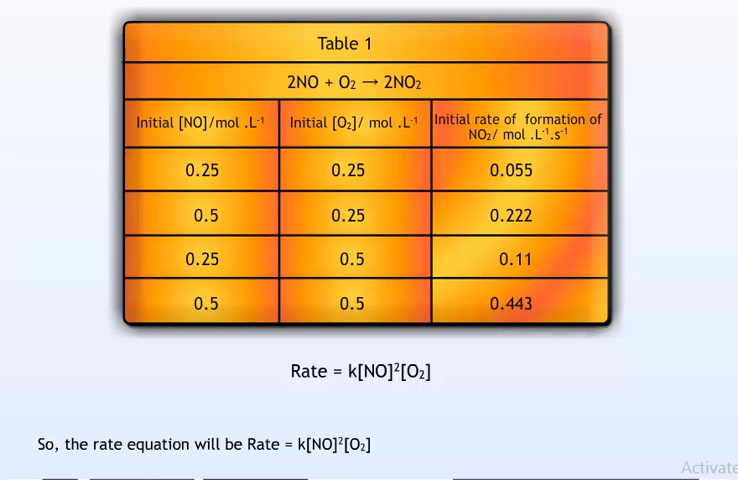 Table 1
2NO + O₂ → 2NO₂
Initial [NO]/mol .L⁻¹ Initial [O₂]/ mol .L⁻¹ Initial rate of formation of
NO₂/ mol .L⁻¹.s⁻¹
0.25 0.25 0.055
0.5 0.25 0.222
0.25 0.5 0.11
0.5 0.5 0.443
Rate = k[NO]²[O₂]
So, the rate equation will be Rate = k[NO]²[O₂]
Activate